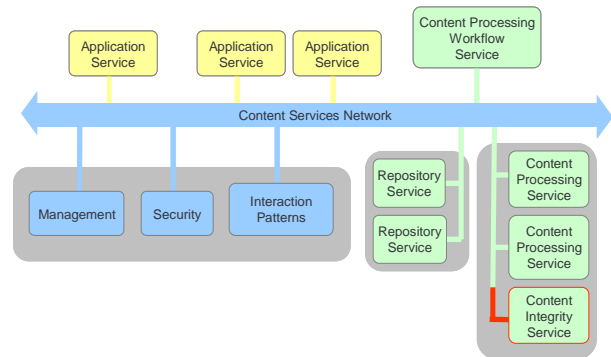 Application
Service
Application
Service
Application
Service
Content Processing
Workflow
Service
Content Services Network
Management
Security
Interaction
Patterns
Repository
Service
Repository
Service
Content
Processing
Service
Content
Processing
Service
Content
Integrity
Service